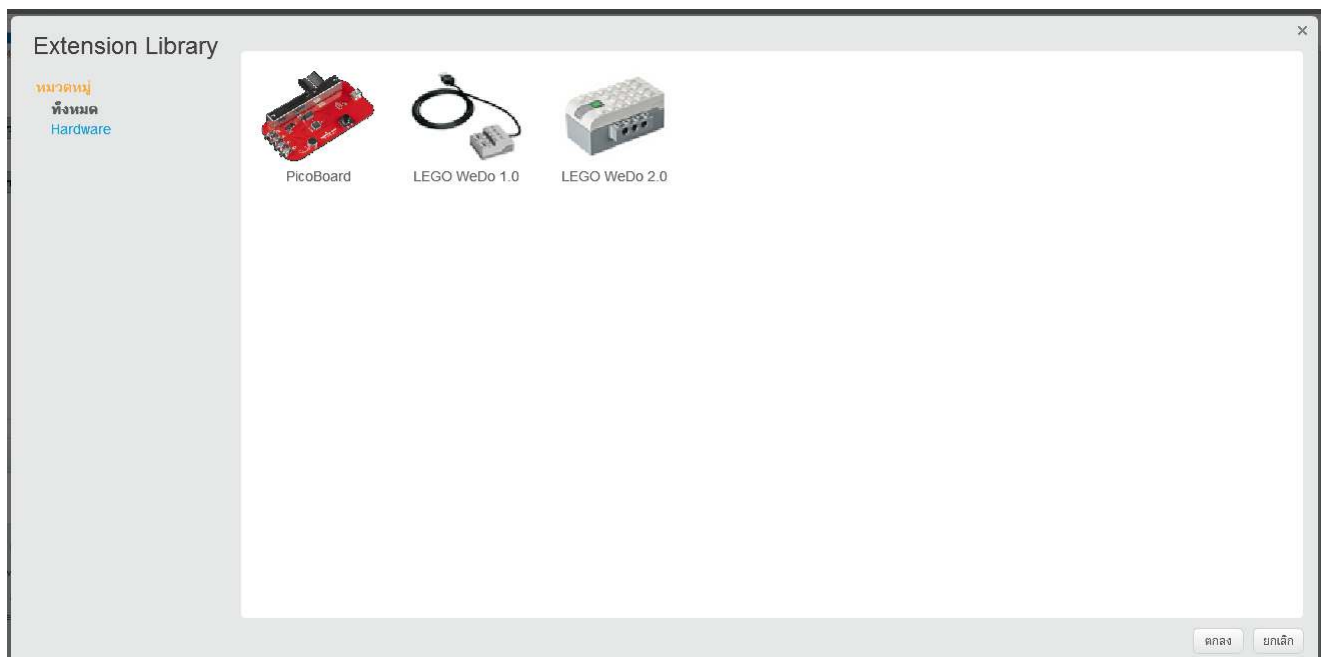 Extension Library
×
หมวดหมู่
ทั้งหมด
Hardware
PicoBoard
LEGO WeDo 1.0
LEGO WeDo 2.0
ตกลง
ยกเลิก